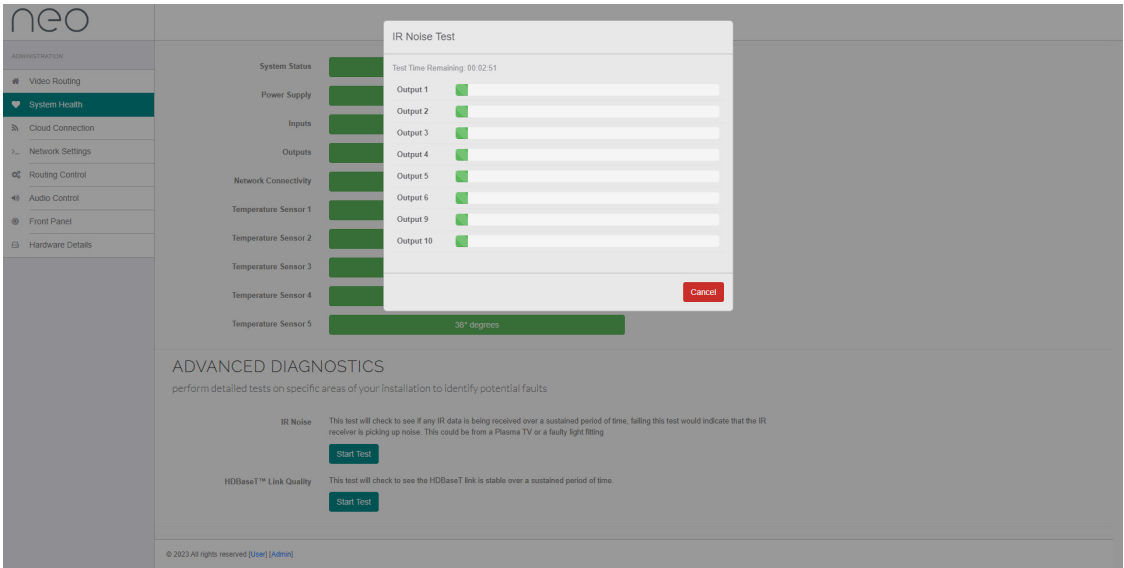 neo
ADMINISTRATION
Video Routing
System Health
Cloud Connection
Network Settings
Routing Control
Audio Control
Front Panel
Hardware Details
System Status
Power Supply
Inputs
Outputs
Network Connectivity
Temperature Sensor 1
Temperature Sensor 2
Temperature Sensor 3
Temperature Sensor 4
Temperature Sensor 5
38° degrees
IR Noise Test
Test Time Remaining: 00:02:51
Output 1
Output 2
Output 3
Output 4
Output 5
Output 6
Output 9
Output 10
Cancel
ADVANCED DIAGNOSTICS
perform detailed tests on specific areas of your installation to identify potential faults
IR Noise
This test will check to see if any IR data is being received over a sustained period of time, failing this test would indicate that the IR
receiver is picking up noise. This could be from a Plasma TV or a faulty light fitting
Start Test
HDBaseT™ Link Quality
This test will check to see the HDBaseT link is stable over a sustained period of time.
Start Test
© 2023 All rights reserved [User] [Admin]